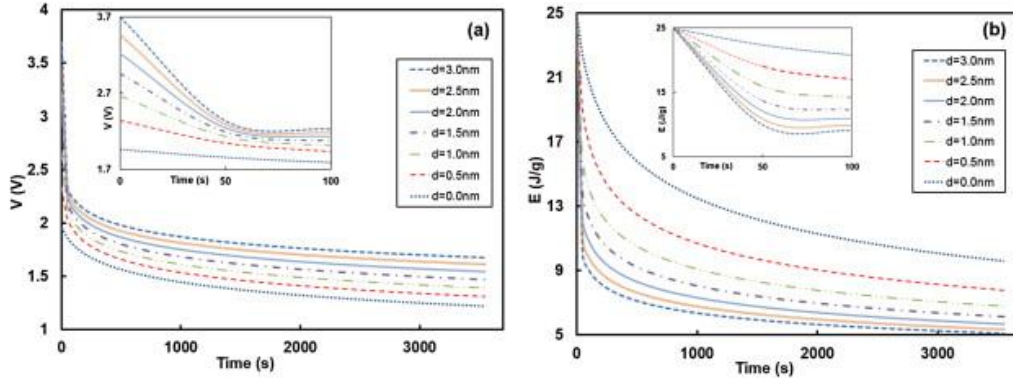 (a)
4
3.5
3
2.5
2
1.5
1
V (V)
0
1000
2000
3000
Time (s)
3.7
2.7
1.7
V (V)
0
50
100
Time (s)
d=3.0nm
d=2.5nm
d=2.0nm
d=1.5nm
d=1.0nm
d=0.5nm
d=0.0nm
(b)
25
21
17
13
9
5
E (J/g)
0
1000
2000
3000
Time (s)
25
15
5
E (J/g)
0
50
100
Time (s)
d=3.0nm
d=2.5nm
d=2.0nm
d=1.5nm
d=1.0nm
d=0.5nm
d=0.0nm